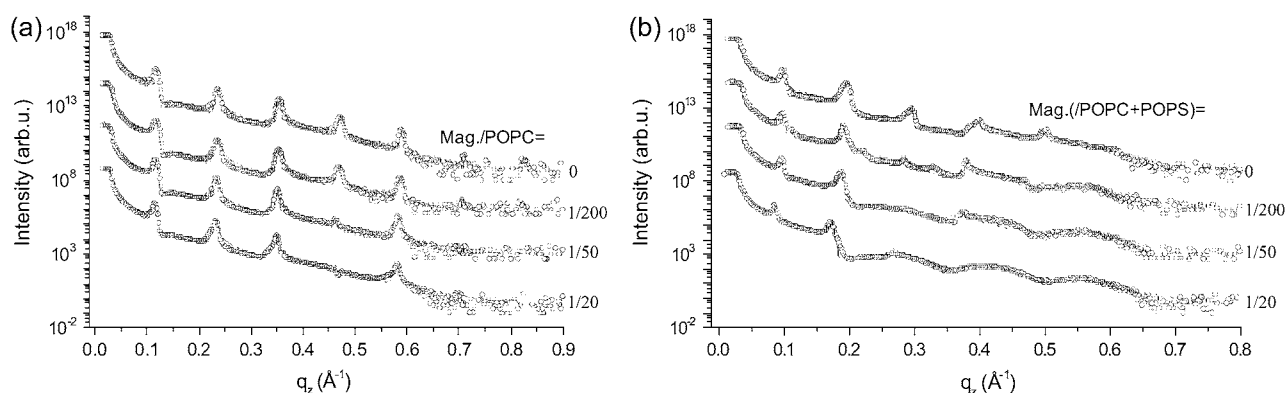 (a)
Intensity (arb.u.)
10^18
10^13
10^8
10^3
10^-2
Mag./POPC=
0
1/200
1/50
1/20
0.0 0.1 0.2 0.3 0.4 0.5 0.6 0.7 0.8 0.9
q_z (Å^-1)
(b)
Intensity (arb.u.)
10^18
10^13
10^8
10^3
10^-2
Mag.(/POPC+POPS)=
0
1/200
1/50
1/20
0.0 0.1 0.2 0.3 0.4 0.5 0.6 0.7 0.8
q_z (Å^-1)